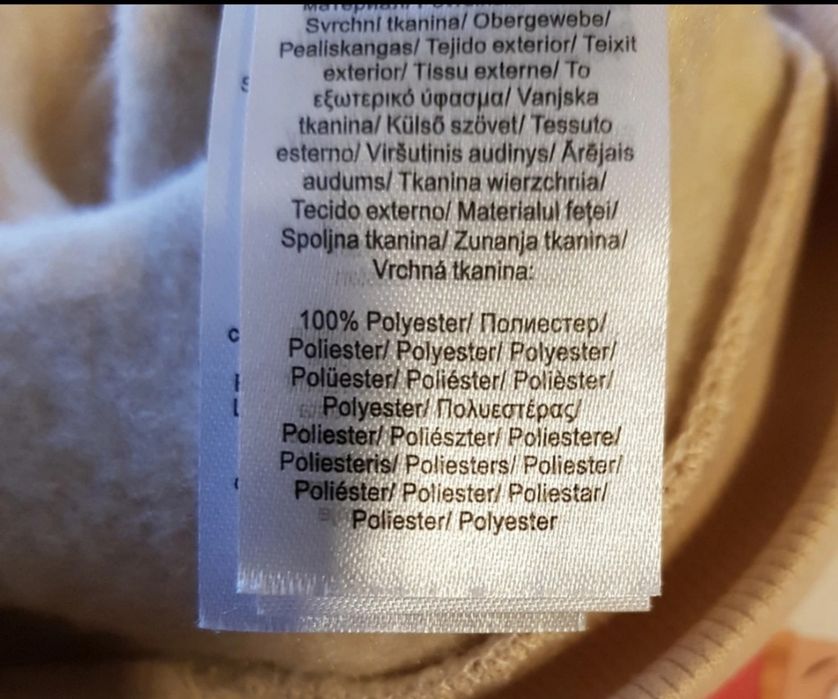 Svrchní tkanina/ Obergewebe/
Pealiskangas/ Tejido exterior/ Teixit
exterior/ Tissu externe/ Το
εξωτερικό ύφασμα/ Vanjska
tkanina/ Külső szövet/ Tessuto
esterno/ Viršutinis audinys/ Ārējais
audums/ Tkanina wierzchnia/
Tecido externo/ Materialul feței/
Spoljna tkanina/ Zunanja tkanina/
Vrchná tkanina:
100% Polyester/ Полиестер/
Poliester/ Polyester/ Polyester/
Polüester/ Poliéster/ Polièster/
Polyester/ Πολυεστέρας/
Poliester/ Poliészter/ Poliestere/
Poliesteris/ Poliesters/ Poliester/
Poliéster/ Poliester/ Poliestar/
Poliester/ Polyester